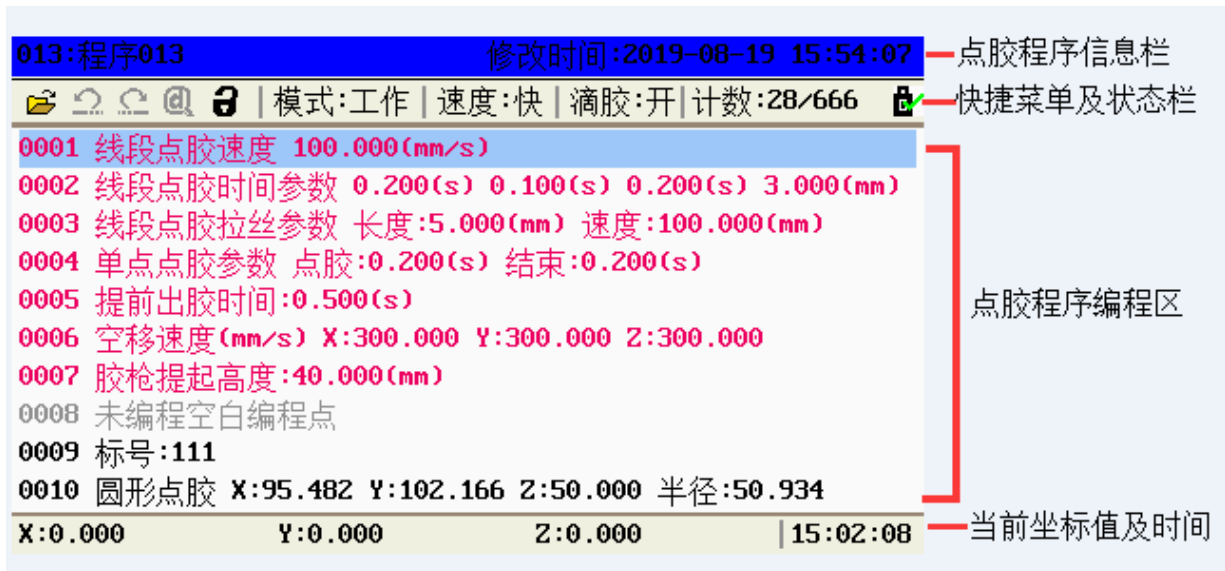 013:程序013 修改时间:2019-08-19 15:54:07 点胶程序信息栏
|模式:工作|速度:快|滴胶:开|计数:28/666 快捷菜单及状态栏
0001 线段点胶速度 100.000(mm/s)
0002 线段点胶时间参数 0.200(s) 0.100(s) 0.200(s) 3.000(mm)
0003 线段点胶拉丝参数 长度:5.000(mm) 速度:100.000(mm)
0004 单点点胶参数 点胶:0.200(s) 结束:0.200(s)
0005 提前出胶时间:0.500(s)
点胶程序编程区
0006 空移速度(mm/s) X:300.000 Y:300.000 Z:300.000
0007 胶枪提起高度:40.000(mm)
0008 未编程空白编程点
0009 标号:111
0010 圆形点胶 X:95.482 Y:102.166 Z:50.000 半径:50.934
X:0.000 Y:0.000 Z:0.000 |15:02:08 当前坐标值及时间